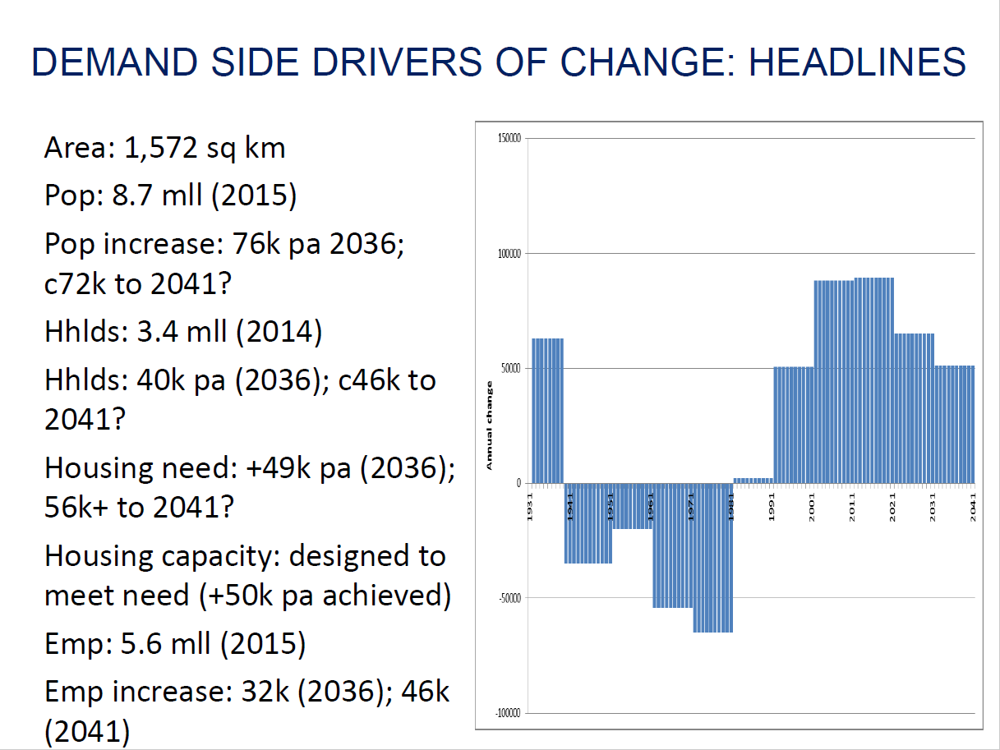 DEMAND SIDE DRIVERS OF CHANGE: HEADLINES
Area: 1,572 sq km
Pop: 8.7 mll (2015)
Pop increase: 76k pa 2036;
c72k to 2041?
Hhlds: 3.4 mll (2014)
Hhlds: 40k pa (2036); c46k to
2041?
Housing need: +49k pa (2036);
56k+ to 2041?
Housing capacity: designed to
meet need (+50k pa achieved)
Emp: 5.6 mll (2015)
Emp increase: 32k (2036); 46k
(2041)
150000
100000
50000
0
-50000
-100000
Annual change
1931
1941
1951
1961
1971
1981
1991
2001
2011
2021
2031
2041